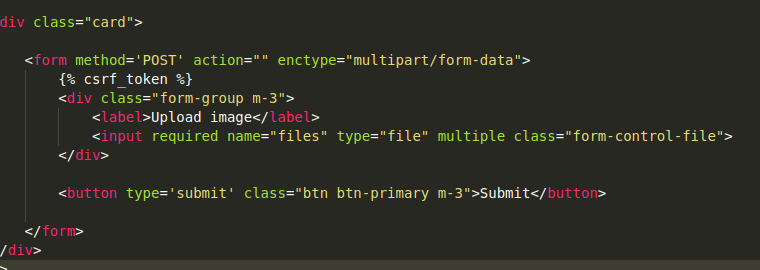 div class="card">
<form method='POST' action="" enctype="multipart/form-data">
{% csrf_token %}
<div class="form-group m-3">
<label>Upload image</label>
<input required name="files" type="file" multiple class="form-control-file">
</div>
<button type='submit' class="btn btn-primary m-3">Submit</button>
</form>
/div>